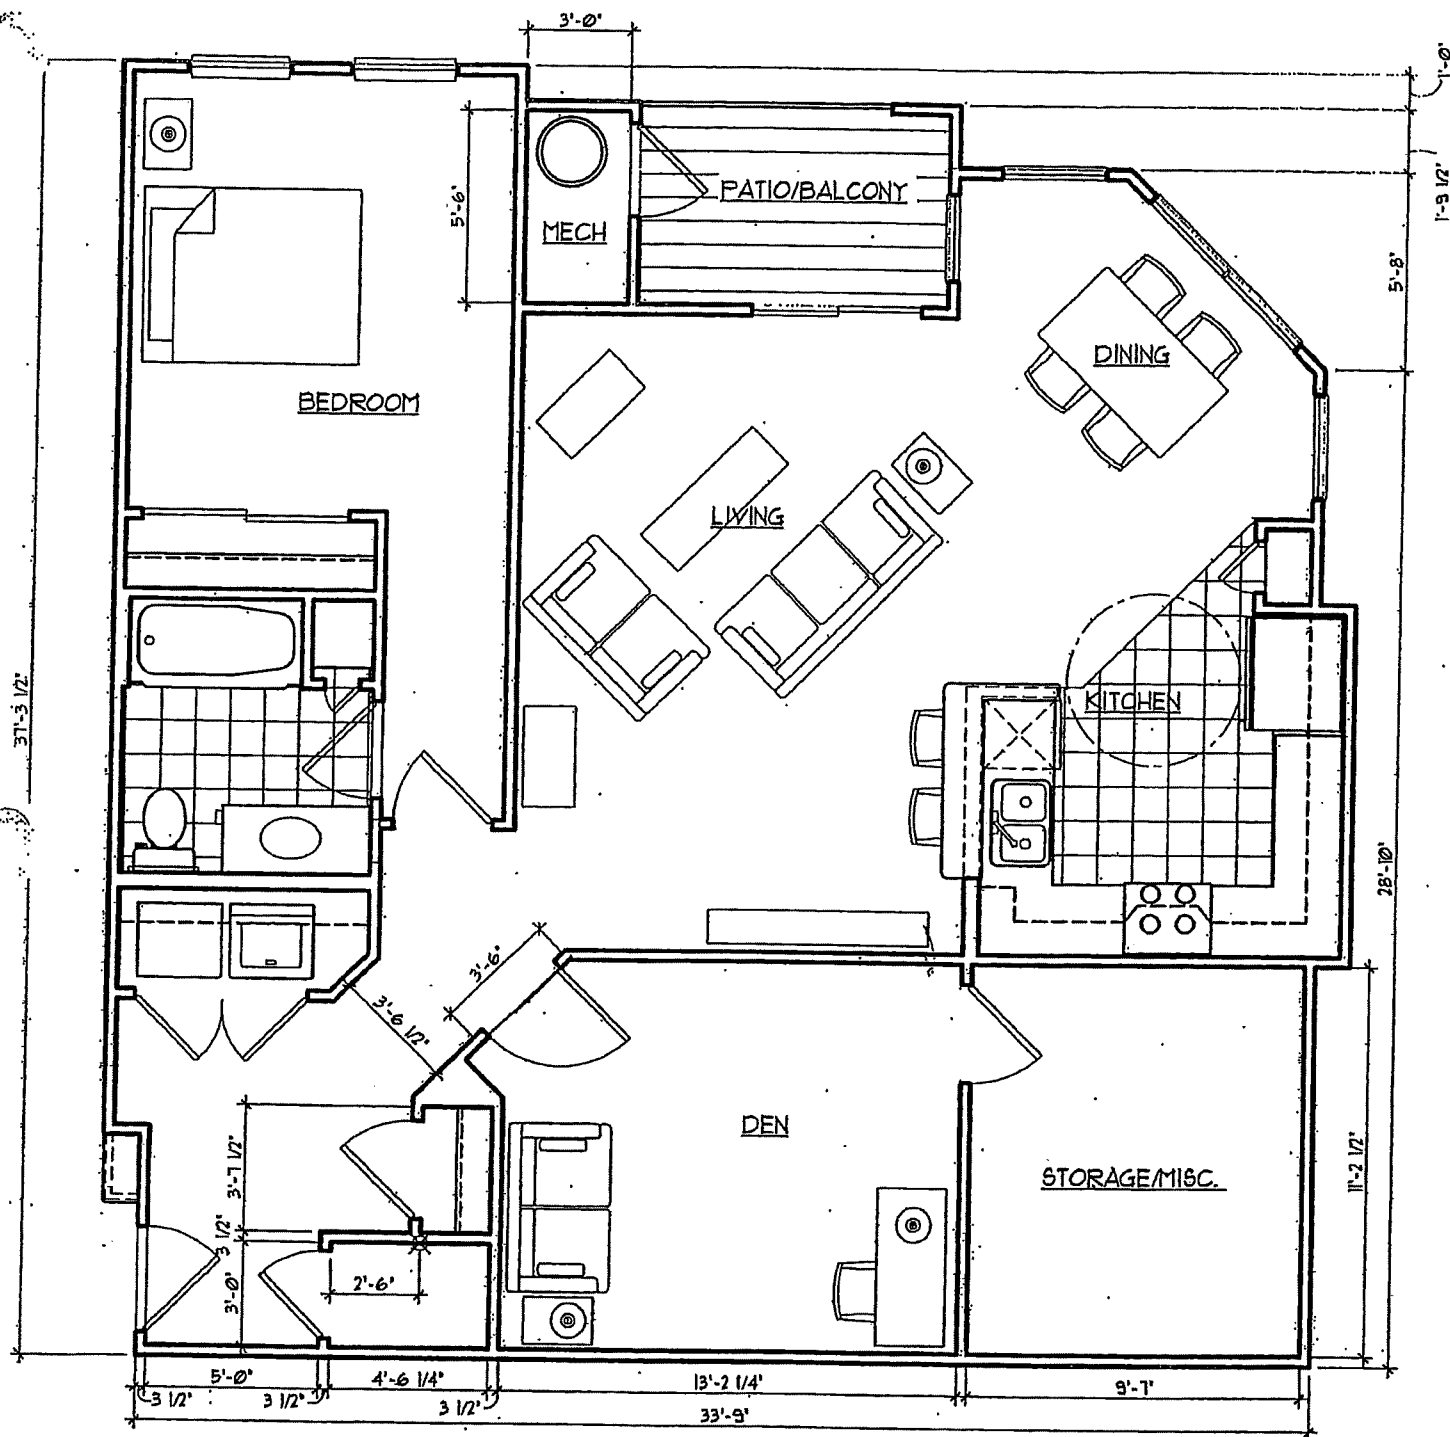 3'-0"
1'-0"
PATIO/BALCONY
1'-9 1/2"
5'-6"
MECH
5'-8"
DINING
BEDROOM
LIVING
37'-3 1/2"
KITCHEN
28'-10"
3'-6"
3'-6 1/2"
DEN
3'-7 1/2"
11'-2 1/2"
STORAGE/MISC.
3 1/2"
3'-0"
2'-6"
5'-0"
4'-6 1/4"
13'-2 1/4"
9'-7"
3 1/2"
3 1/2"
3 1/2"
33'-9"